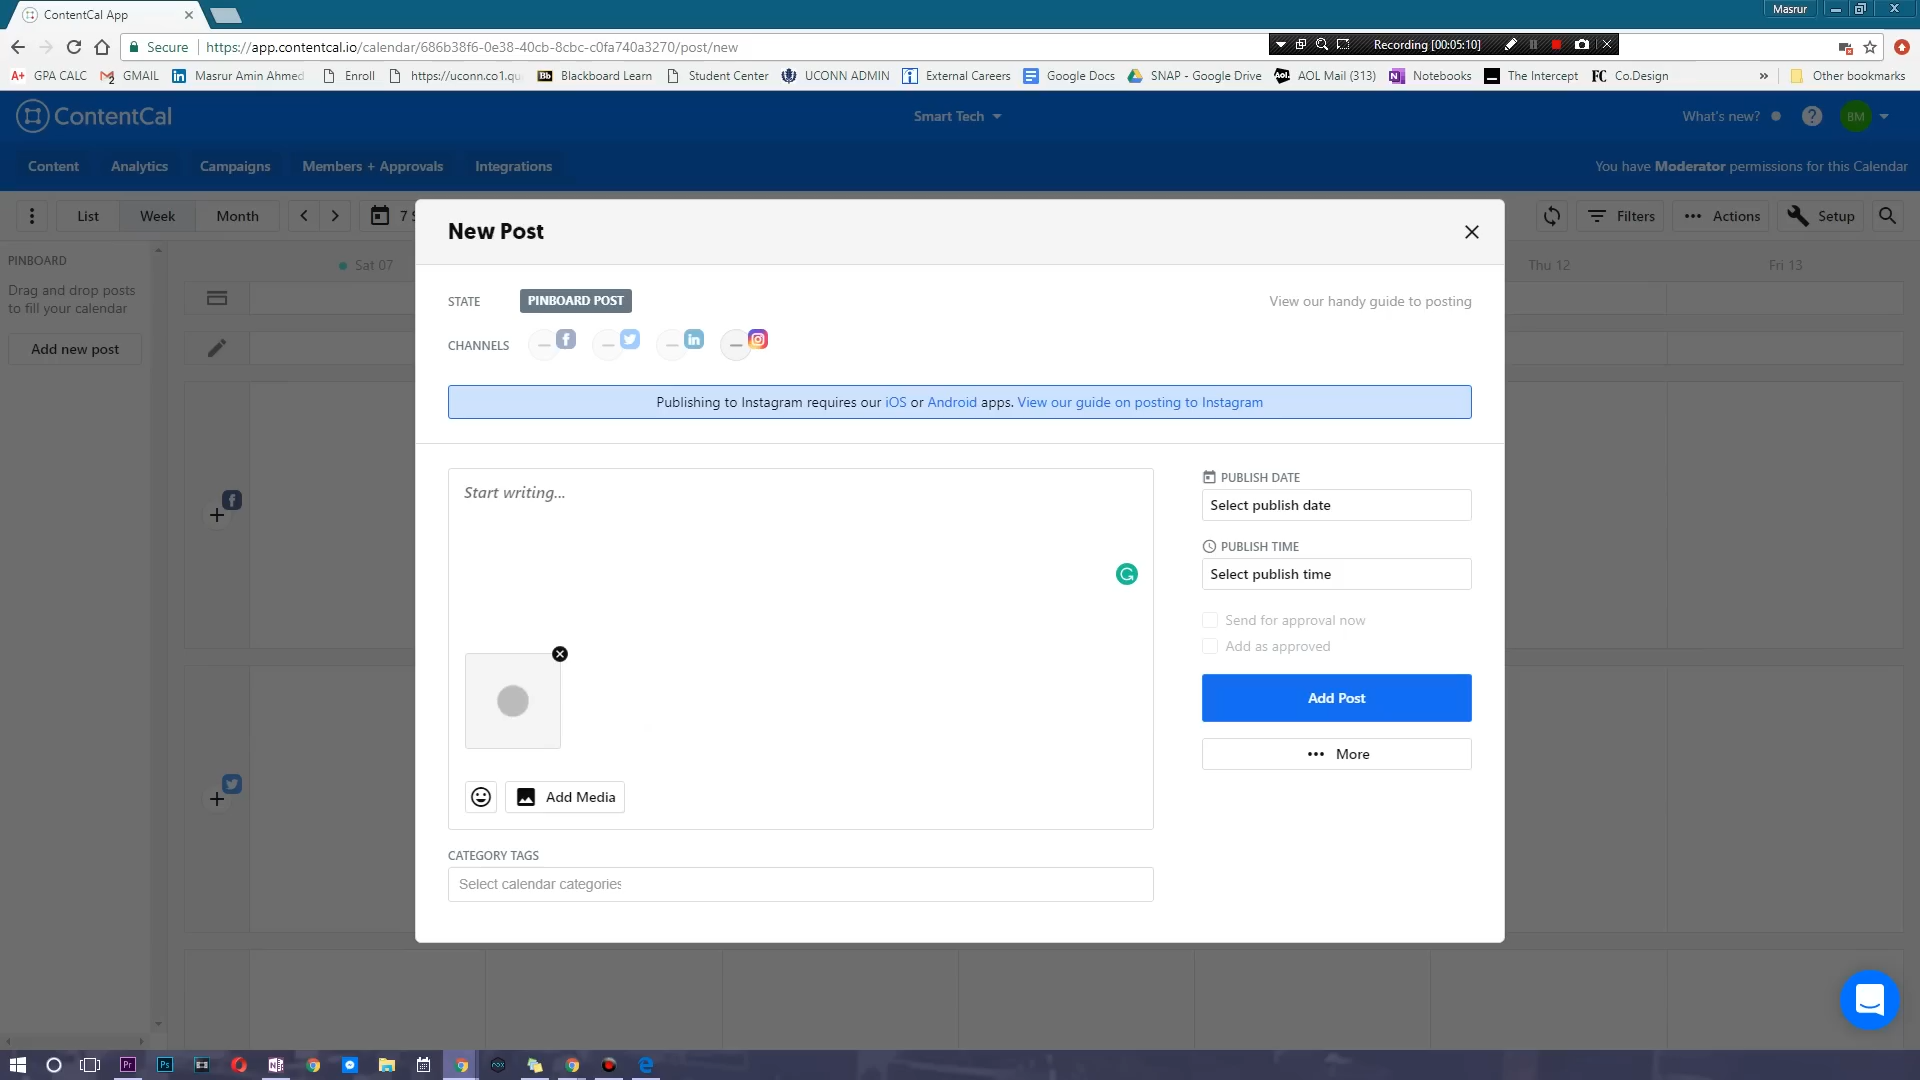 ContentCal App
Masrur
Secure
https://app.contentcal.io/calendar/686b38f6-0e38-40cb-8cbc-c0fa740a3270/post/new
Recording [00:05:10]
A+ GPA CALC
GMAIL
Masrur Amin Ahmed
Enroll
https://uconn.co1.qu
Bb Blackboard Learn
Student Center
UCONN ADMIN
External Careers
Google Docs
SNAP - Google Drive
AOL Mail (313)
Notebooks
The Intercept
FC Co.Design
»
Other bookmarks
ContentCal
Smart Tech
What's new?
?
BM
Content
Analytics
Campaigns
Members + Approvals
Integrations
You have Moderator permissions for this Calendar
List
Week
Month
7 S
Filters
Actions
Setup
PINBOARD
Drag and drop posts
to fill your calendar
Add new post
Sat 07
Thu 12
Fri 13
New Post
STATE
PINBOARD POST
View our handy guide to posting
CHANNELS
Publishing to Instagram requires our iOS or Android apps. View our guide on posting to Instagram
Start writing...
PUBLISH DATE
Select publish date
PUBLISH TIME
Select publish time
Send for approval now
Add as approved
Add Post
More
Add Media
CATEGORY TAGS
Select calendar categories
Pr
Ps